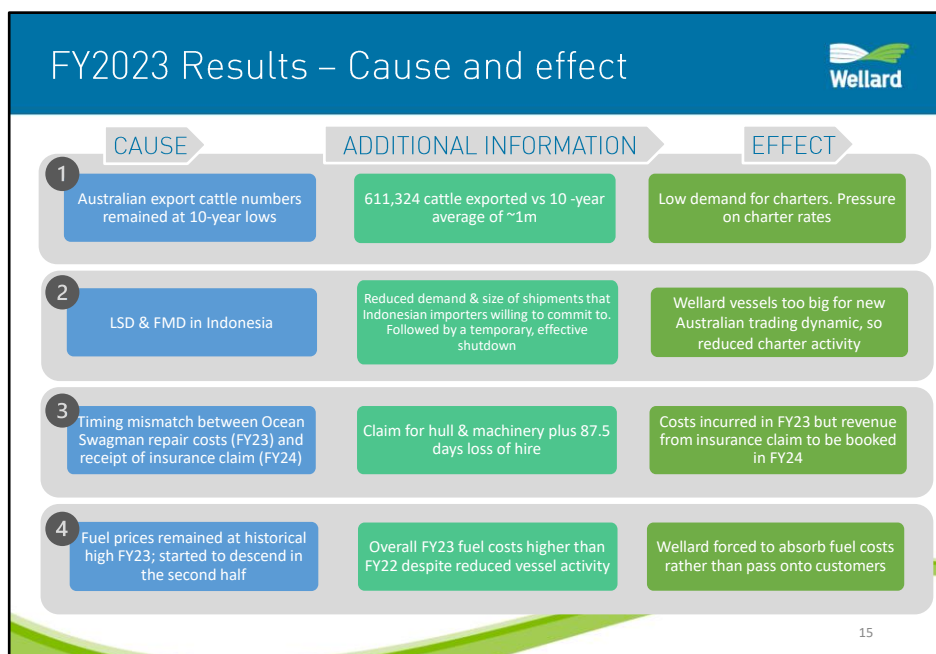 FY2023 Results – Cause and effect
Wellard
CAUSE
ADDITIONAL INFORMATION
EFFECT
1
Australian export cattle numbers
remained at 10-year lows
611,324 cattle exported vs 10 -year
average of ~1m
Low demand for charters. Pressure
on charter rates
2
LSD & FMD in Indonesia
Reduced demand & size of shipments that
Indonesian importers willing to commit to.
Followed by a temporary, effective
shutdown
Wellard vessels too big for new
Australian trading dynamic, so
reduced charter activity
3
Timing mismatch between Ocean
Swagman repair costs (FY23) and
receipt of insurance claim (FY24)
Claim for hull & machinery plus 87.5
days loss of hire
Costs incurred in FY23 but revenue
from insurance claim to be booked
in FY24
4
Fuel prices remained at historical
high FY23; started to descend in
the second half
Overall FY23 fuel costs higher than
FY22 despite reduced vessel activity
Wellard forced to absorb fuel costs
rather than pass onto customers
15